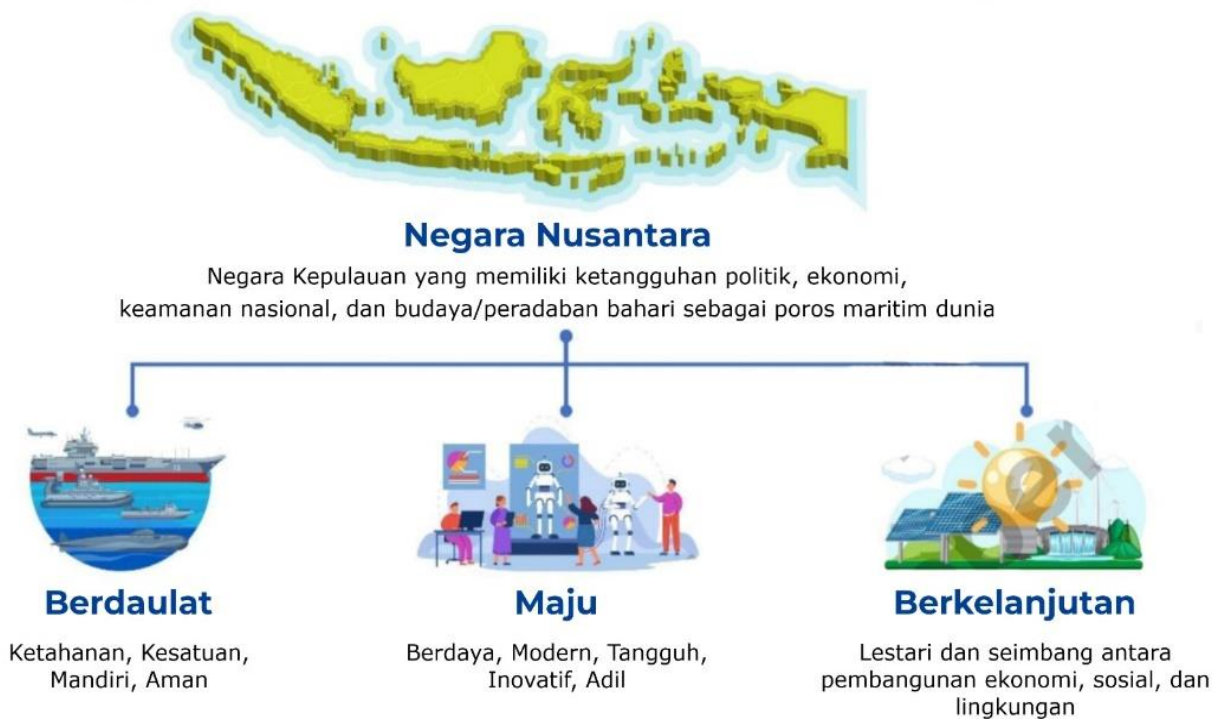 Negara Nusantara
Negara Kepulauan yang memiliki ketangguhan politik, ekonomi,
keamanan nasional, dan budaya/peradaban bahari sebagai poros maritim dunia
Berdaulat
Ketahanan, Kesatuan,
Mandiri, Aman
Maju
Berdaya, Modern, Tangguh,
Inovatif, Adil
Berkelanjutan
Lestari dan seimbang antara
pembangunan ekonomi, sosial, dan
lingkungan